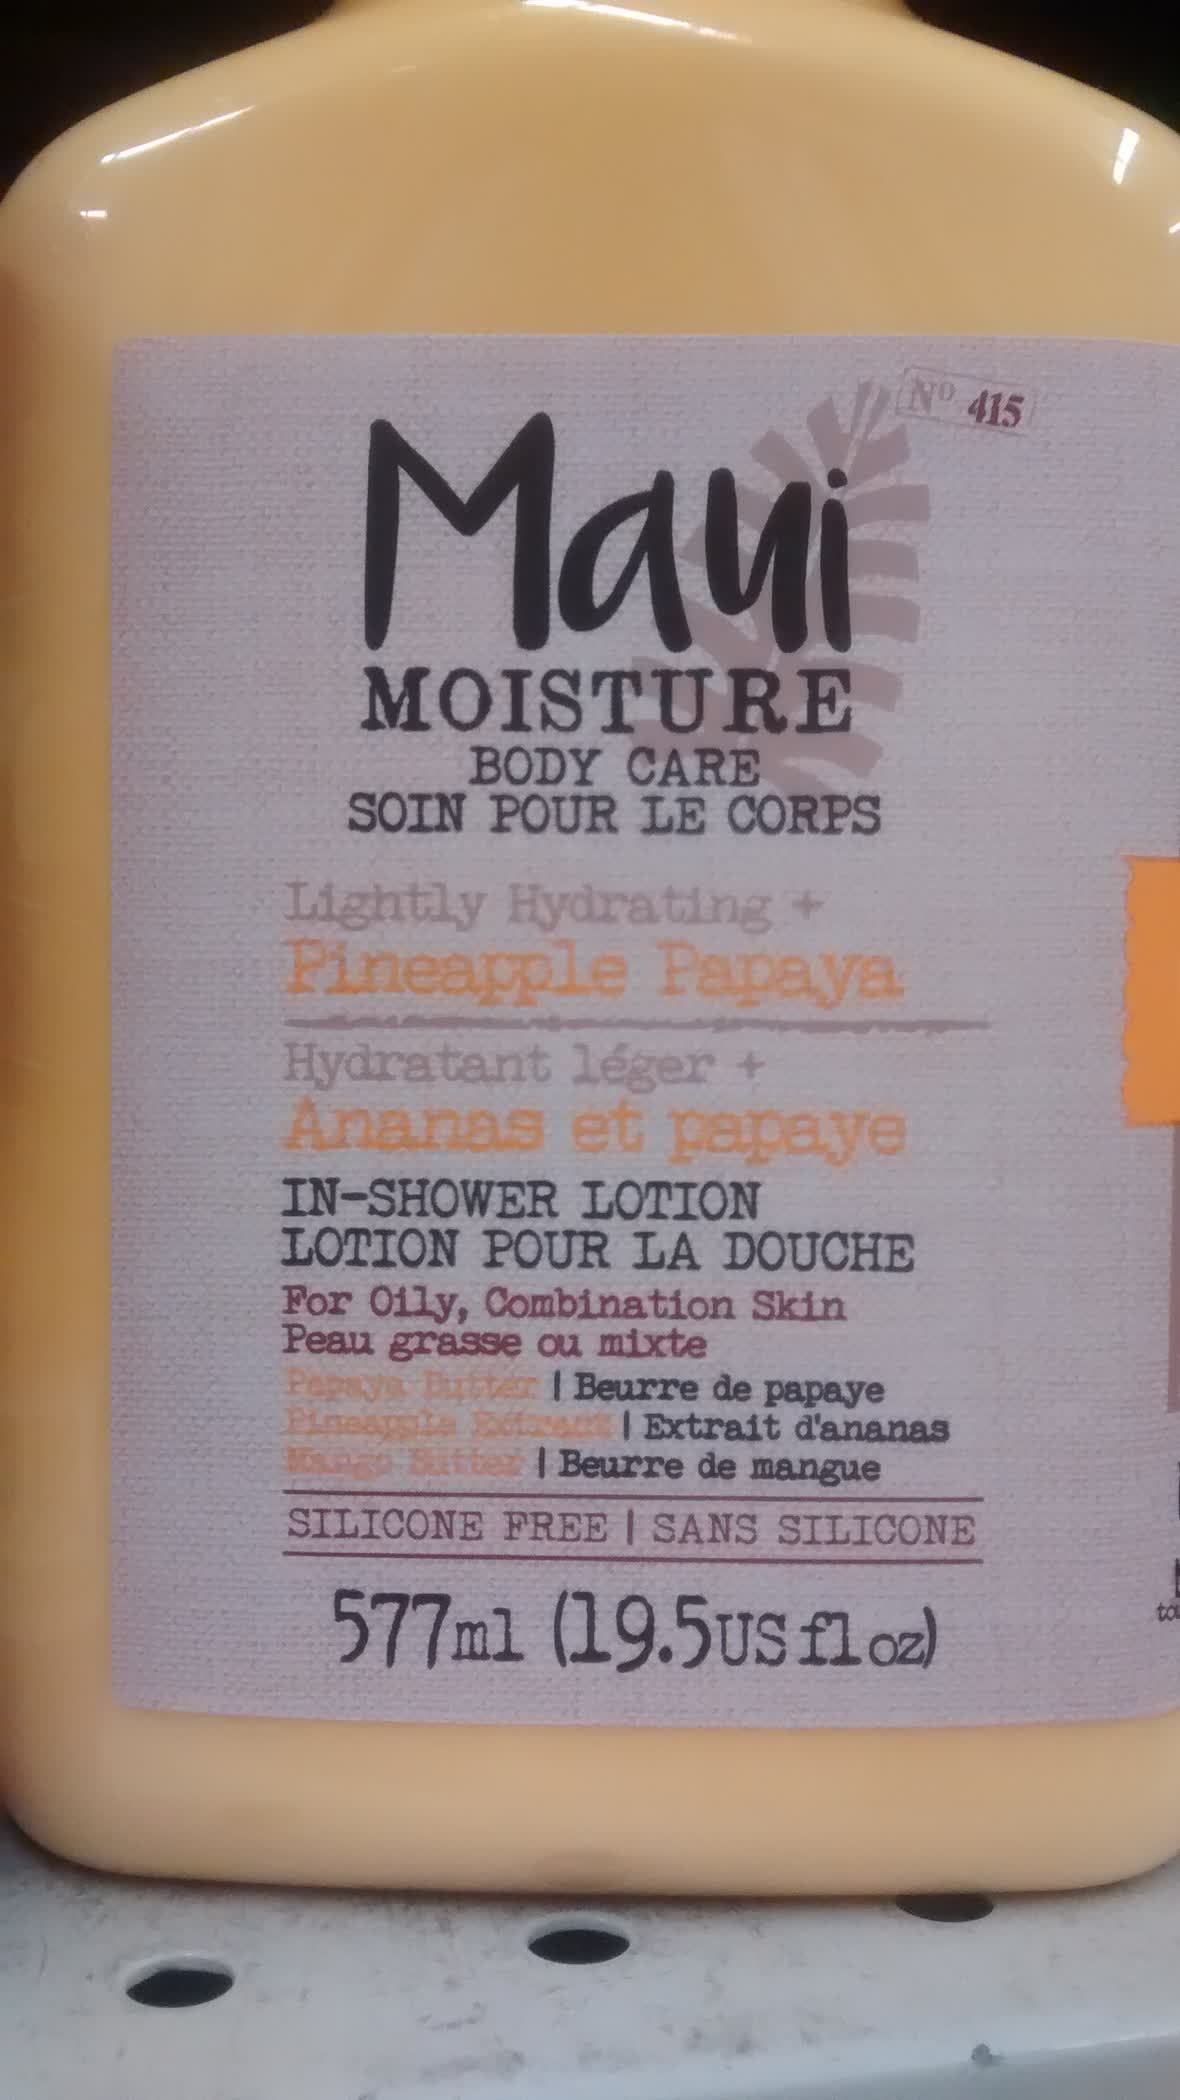 Nº 415
Maui
MOISTURE
BODY CARE
SOIN POUR LE CORPS
Lightly Hydrating +
Pineapple Papaya
Hydratant léger +
Ananas et papaye
IN-SHOWER LOTION
LOTION POUR LA DOUCHE
For Oily, Combination Skin
Peau grasse ou mixte
Papaya Butter | Beurre de papaye
Pineapple Extract | Extrait d'ananas
Mango Butter | Beurre de mangue
SILICONE FREE | SANS SILICONE
577ml (19.5US fl oz)